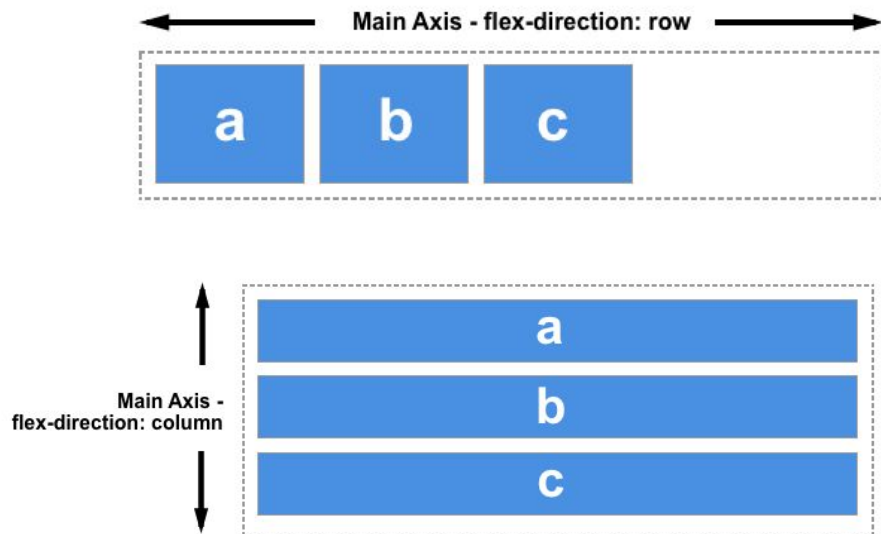 Main Axis - flex-direction: row
a b c
a
b
c
Main Axis -
flex-direction: column